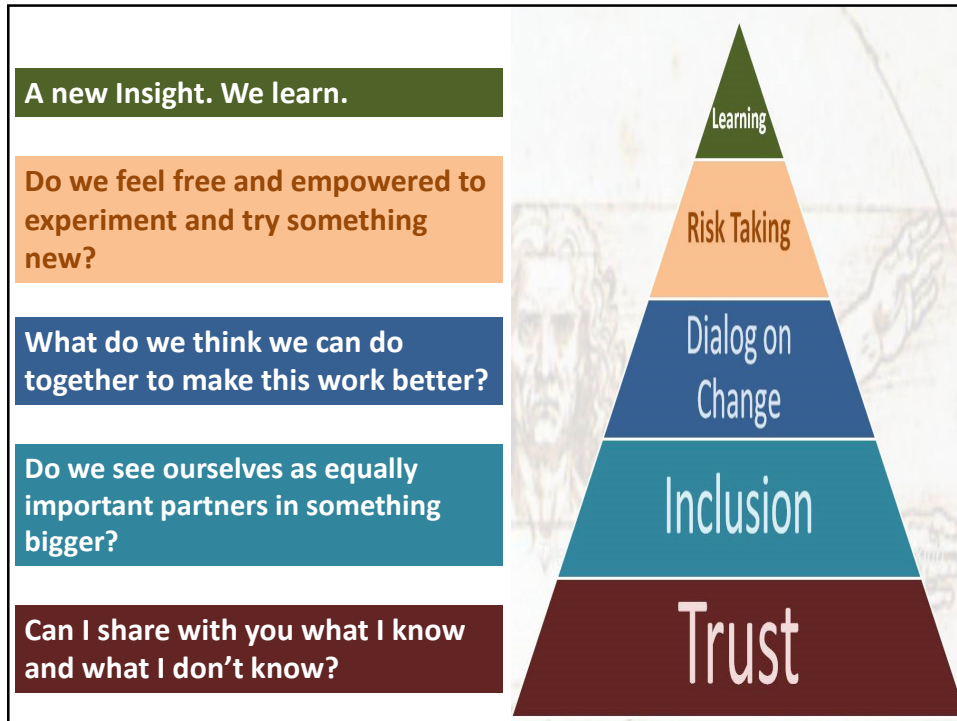 A new Insight. We learn.
Do we feel free and empowered to
experiment and try something
new?
What do we think we can do
together to make this work better?
Do we see ourselves as equally
important partners in something
bigger?
Can I share with you what I know
and what I don’t know?
Learning
Risk Taking
Dialog on
Change
Inclusion
Trust